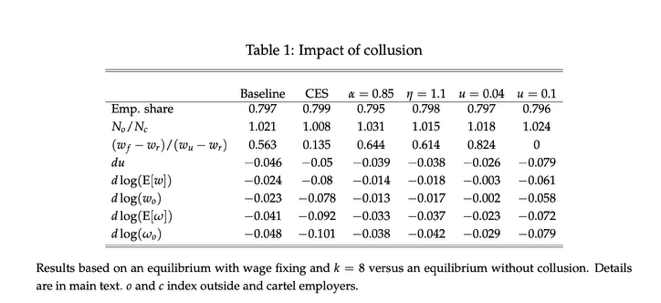 Table 1: Impact of collusion
Baseline CES α = 0.85 η = 1.1 u = 0.04 u = 0.1
Emp. share 0.797 0.799 0.795 0.798 0.797 0.796
Nₒ/N_c 1.021 1.008 1.031 1.015 1.018 1.024
(w_f − w_r)/(w_u − w_r) 0.563 0.135 0.644 0.614 0.824 0
du −0.046 −0.05 −0.039 −0.038 −0.026 −0.079
d log(E[w]) −0.024 −0.08 −0.014 −0.018 −0.003 −0.061
d log(wₒ) −0.023 −0.078 −0.013 −0.017 −0.002 −0.058
d log(E[ω]) −0.041 −0.092 −0.033 −0.037 −0.023 −0.072
d log(ωₒ) −0.048 −0.101 −0.038 −0.042 −0.029 −0.079
Results based on an equilibrium with wage fixing and k = 8 versus an equilibrium without collusion. Details
are in main text. o and c index outside and cartel employers.